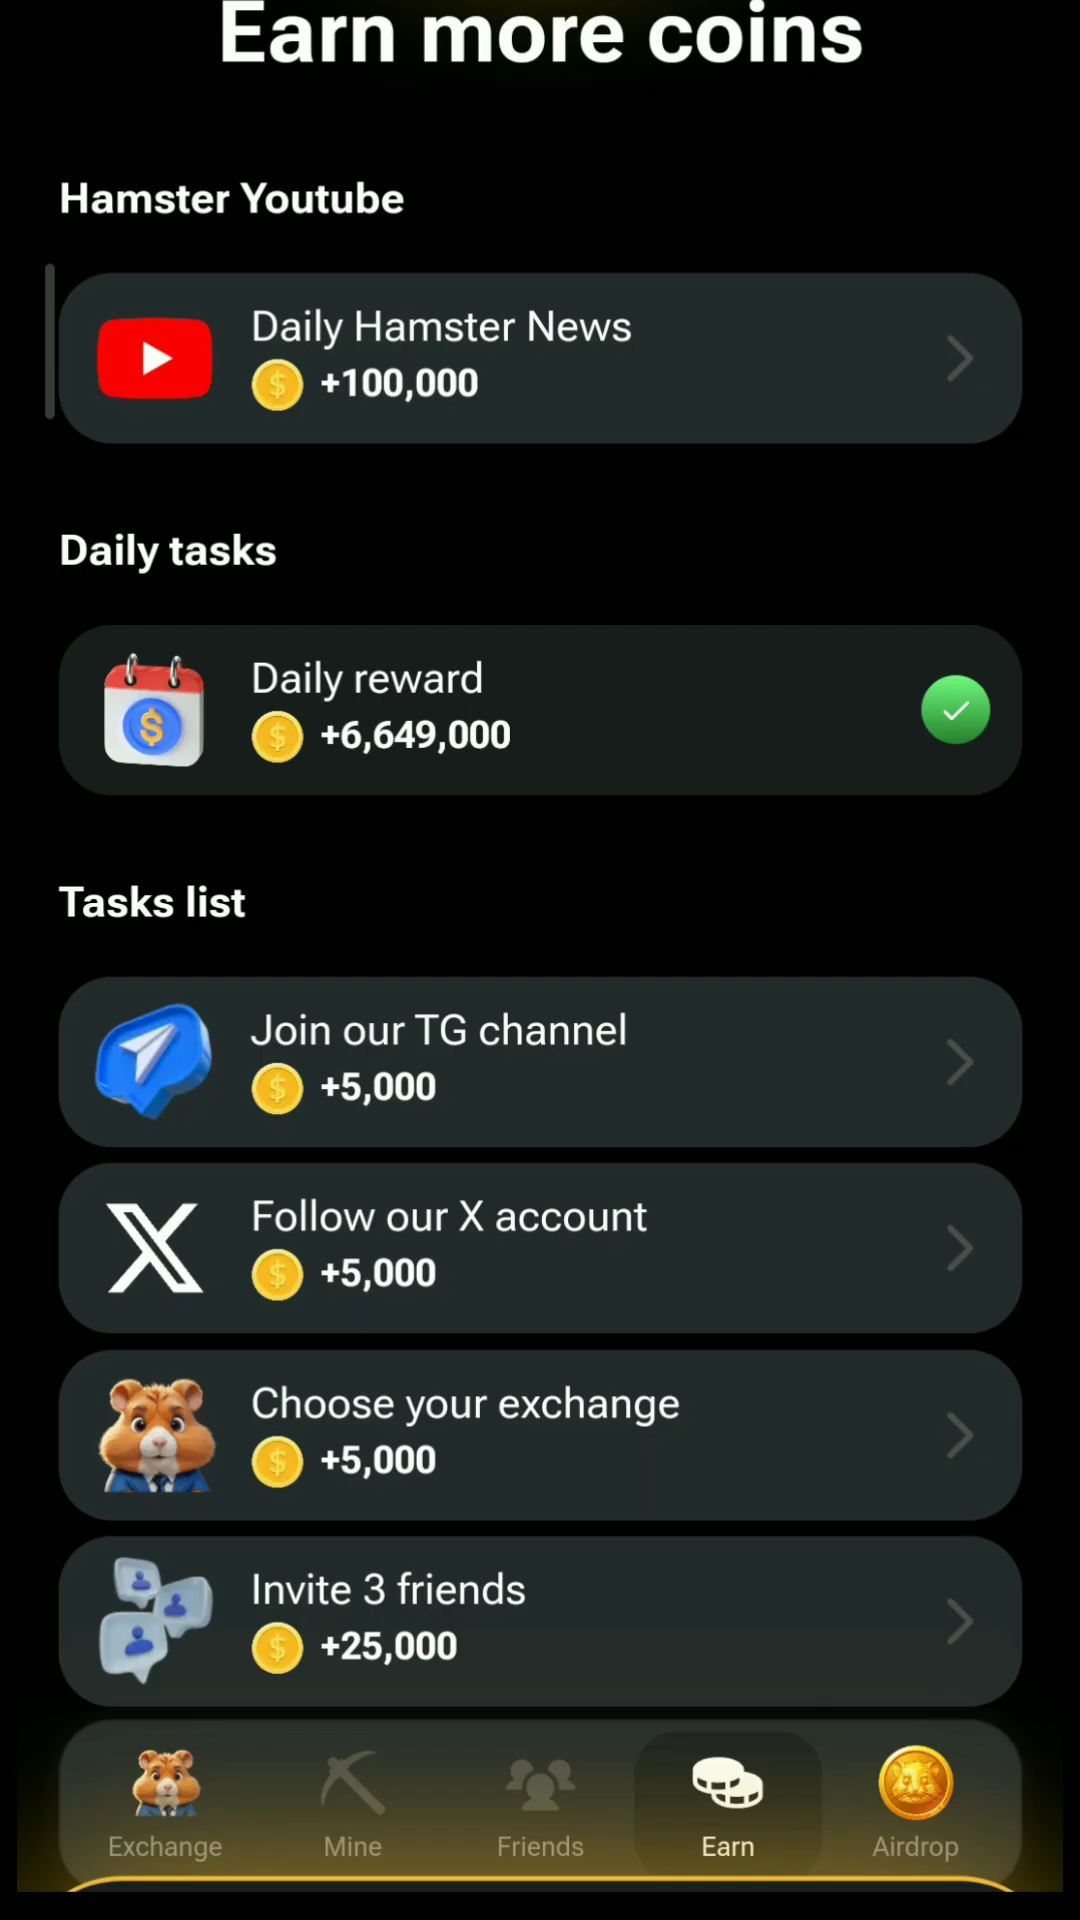 Earn more coins
Hamster Youtube
Daily Hamster News
+100,000
Daily tasks
Daily reward
+6,649,000
Tasks list
Join our TG channel
+5,000
Follow our X account
+5,000
Choose your exchange
+5,000
Invite 3 friends
+25,000
Exchange Mine Friends Earn Airdrop